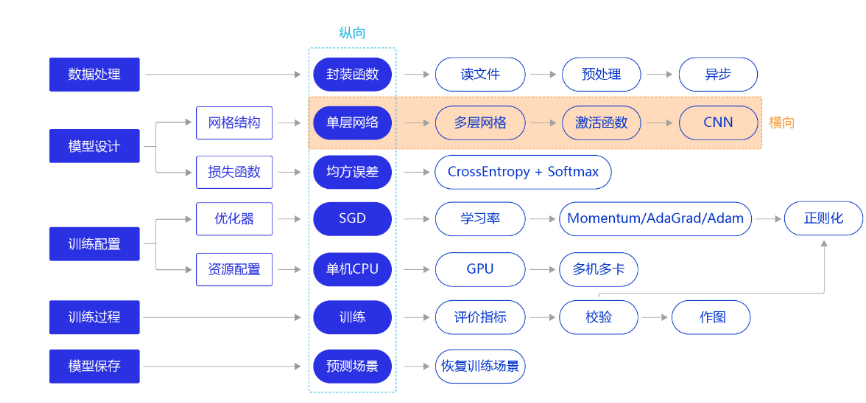 纵向
数据处理 封装函数 读文件 预处理 异步
网格结构 单层网络 多层网格 激活函数 CNN 横向
模型设计
损失函数 均方误差 CrossEntropy + Softmax
优化器 SGD 学习率 Momentum/AdaGrad/Adam 正则化
训练配置
资源配置 单机CPU GPU 多机多卡
训练过程 训练 评价指标 校验 作图
模型保存 预测场景 恢复训练场景